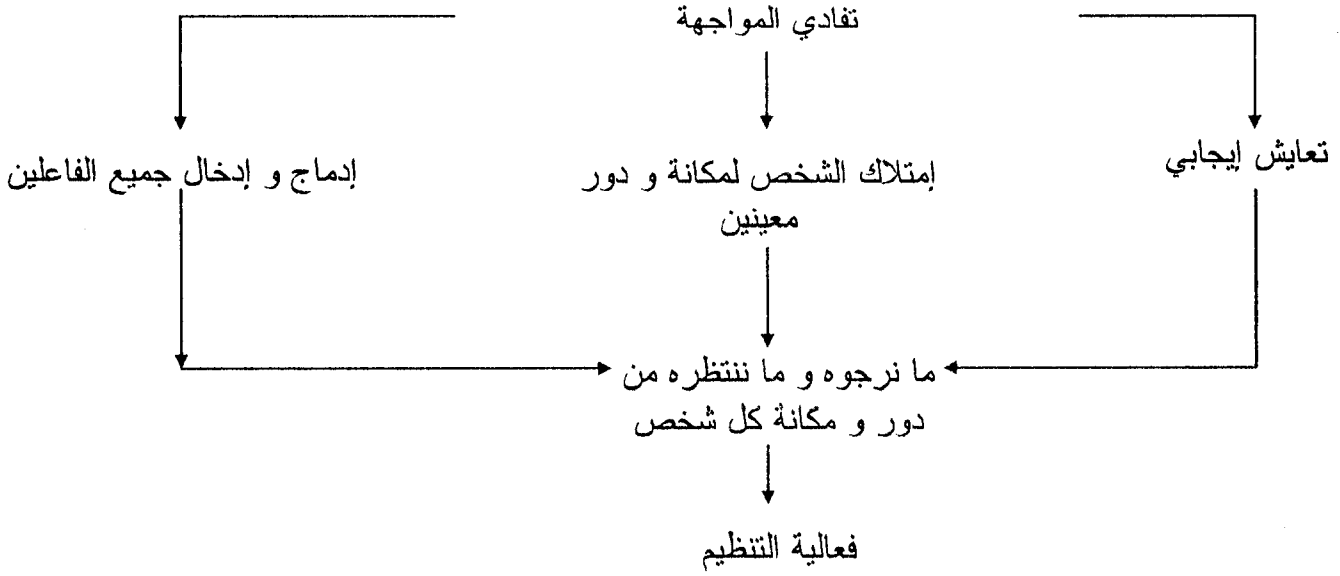 تفادي المواجهة
تعايش إيجابي
إمتلاك الشخص لمكانة و دور
معينين
إدماج و إدخال جميع الفاعلين
ما نرجوه و ما ننتظره من
دور و مكانة كل شخص
فعالية التنظيم